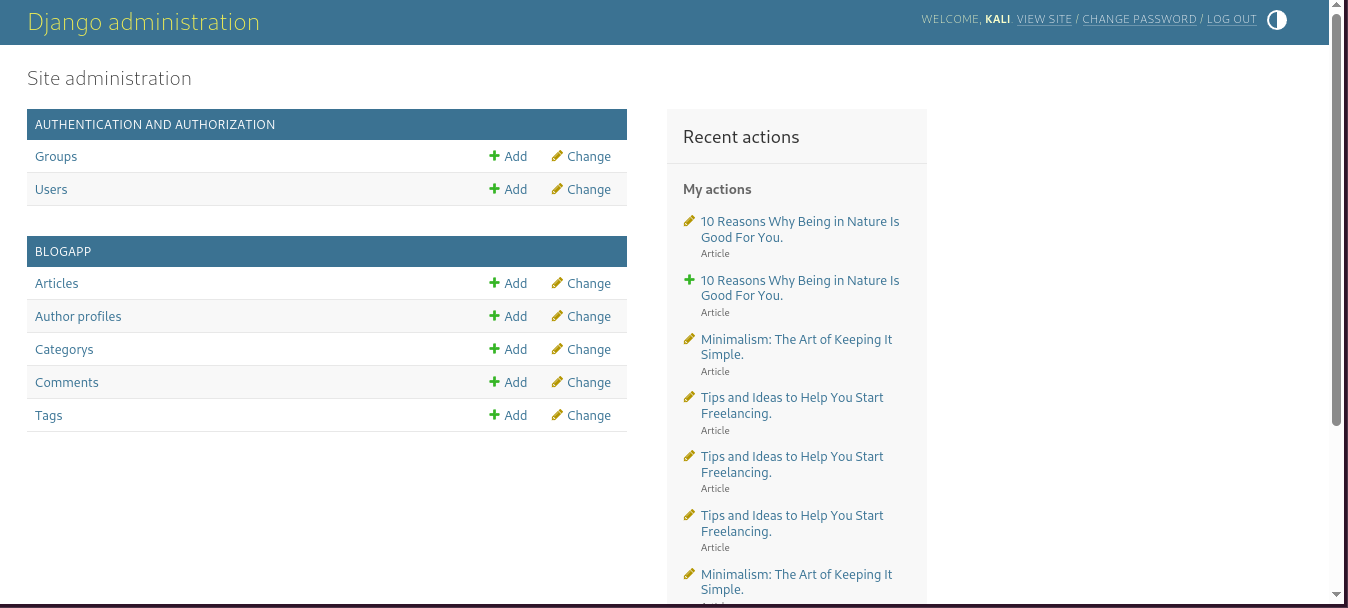 Django administration
WELCOME, KALI. VIEW SITE / CHANGE PASSWORD / LOG OUT
Site administration
AUTHENTICATION AND AUTHORIZATION
Groups Add Change
Users Add Change
BLOGAPP
Articles Add Change
Author profiles Add Change
Categorys Add Change
Comments Add Change
Tags Add Change
Recent actions
My actions
10 Reasons Why Being in Nature Is
Good For You.
Article
10 Reasons Why Being in Nature Is
Good For You.
Article
Minimalism: The Art of Keeping It
Simple.
Article
Tips and Ideas to Help You Start
Freelancing.
Article
Tips and Ideas to Help You Start
Freelancing.
Article
Tips and Ideas to Help You Start
Freelancing.
Article
Minimalism: The Art of Keeping It
Simple.